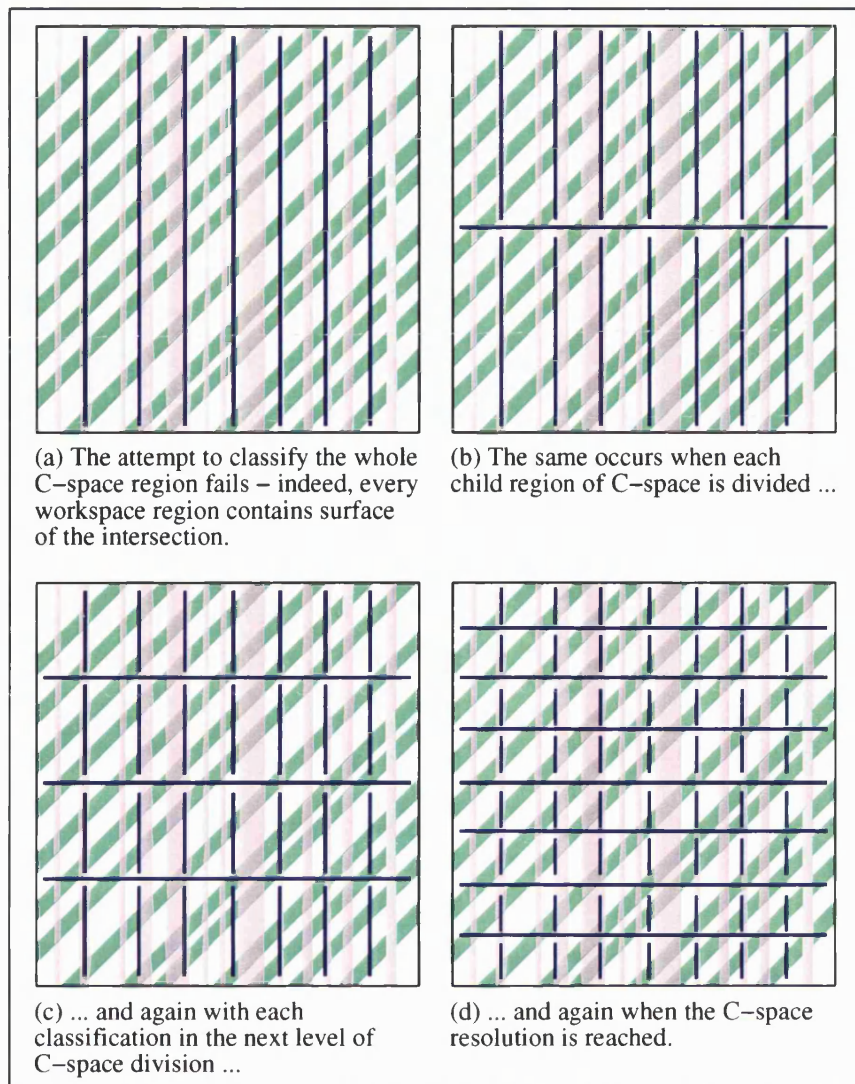 (a) The attempt to classify the whole
C–space region fails – indeed, every
workspace region contains surface
of the intersection.
(b) The same occurs when each
child region of C–space is divided ...
(c) ... and again with each
classification in the next level of
C–space division ...
(d) ... and again when the C–space
resolution is reached.